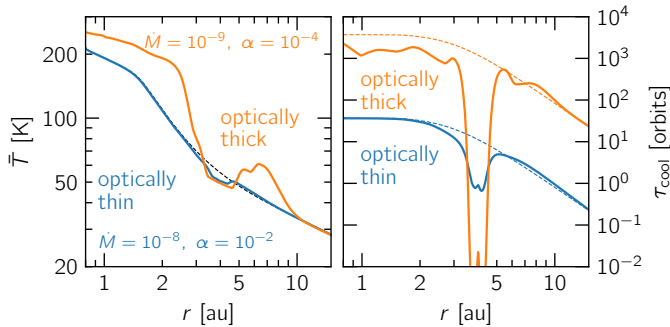 Ṁ = 10⁻⁹, α = 10⁻⁴
optically
thick
optically
thin
Ṁ = 10⁻⁸, α = 10⁻²
T̄ [K]
200
100
50
20
1
2
5
10
r [au]
optically
thick
optically
thin
10⁴
10³
10²
10¹
10⁰
10⁻¹
10⁻²
τcool [orbits]
1
2
5
10
r [au]